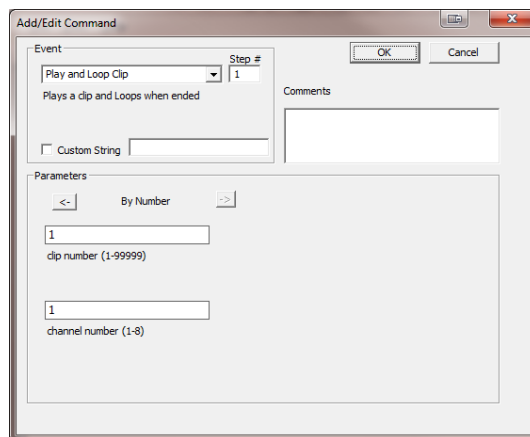 Add/Edit Command
Event
Step #
OK
Cancel
Play and Loop Clip
1
Plays a clip and Loops when ended
Comments
Custom String
Parameters
<-
By Number
->
1
clip number (1-99999)
1
channel number (1-8)